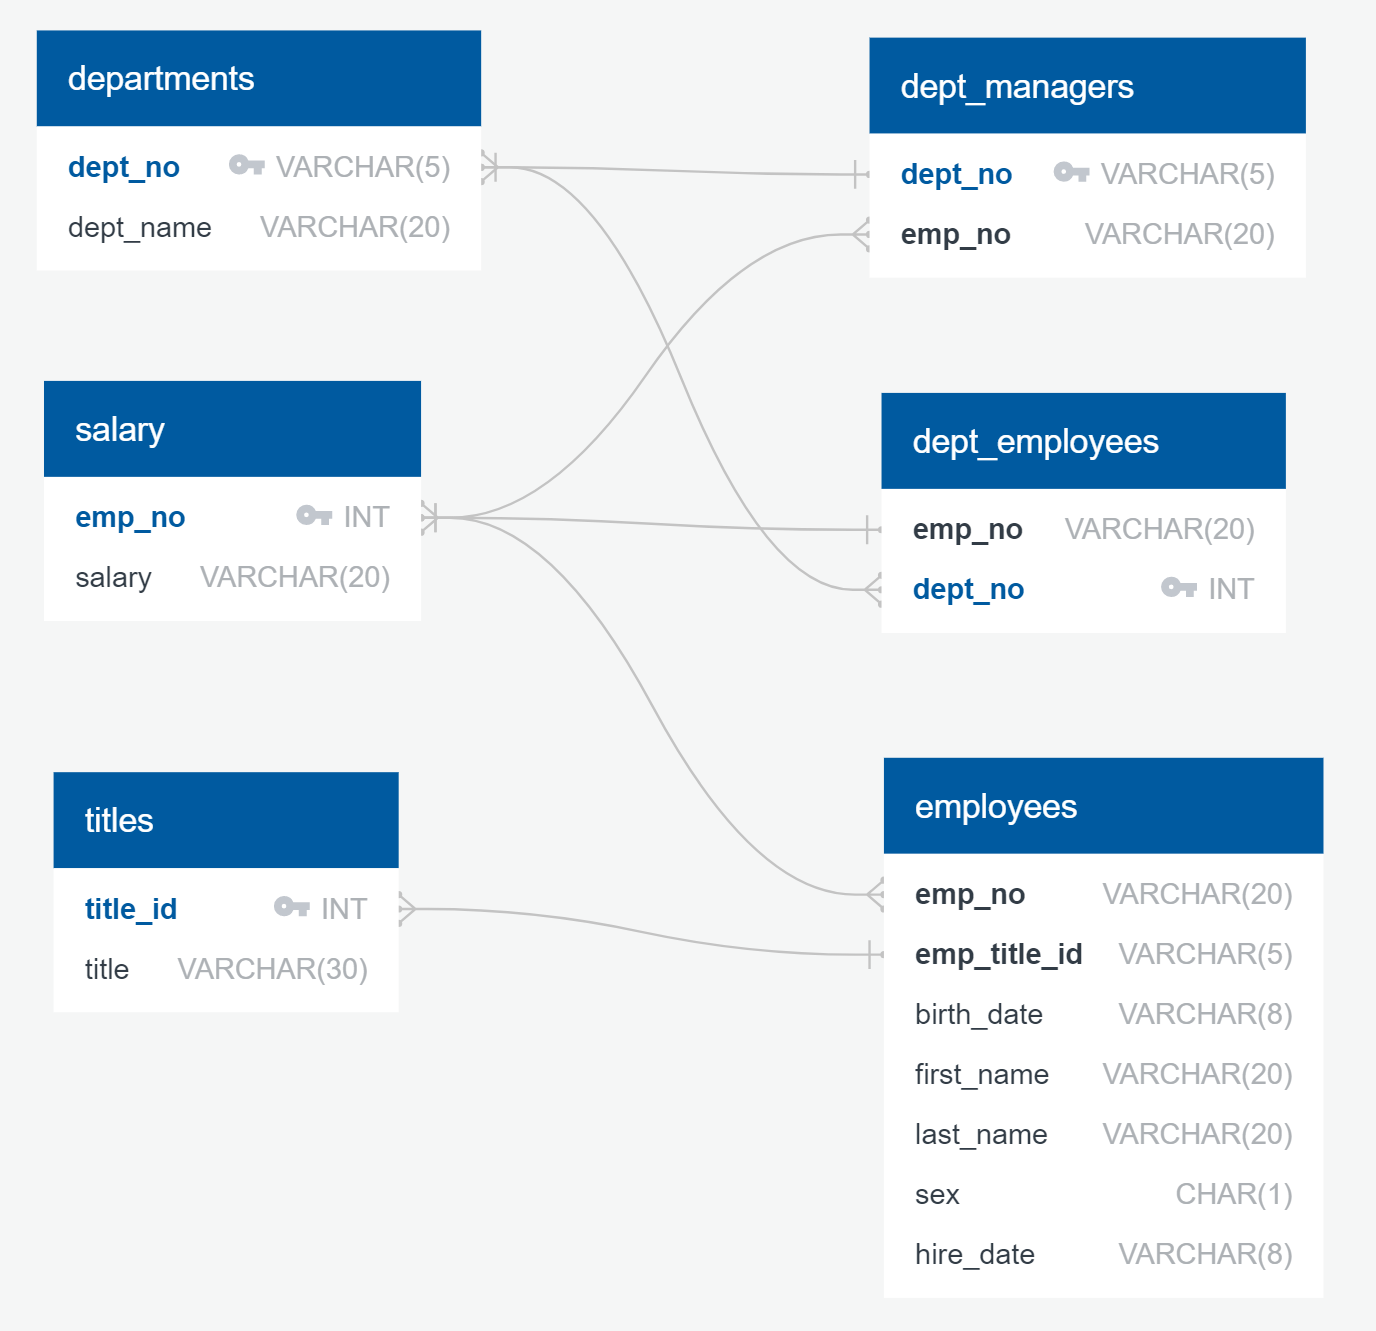 departments
dept_no VARCHAR(5)
dept_name VARCHAR(20)
dept_managers
dept_no VARCHAR(5)
emp_no VARCHAR(20)
salary
emp_no INT
salary VARCHAR(20)
dept_employees
emp_no VARCHAR(20)
dept_no INT
titles
title_id INT
title VARCHAR(30)
employees
emp_no VARCHAR(20)
emp_title_id VARCHAR(5)
birth_date VARCHAR(8)
first_name VARCHAR(20)
last_name VARCHAR(20)
sex CHAR(1)
hire_date VARCHAR(8)